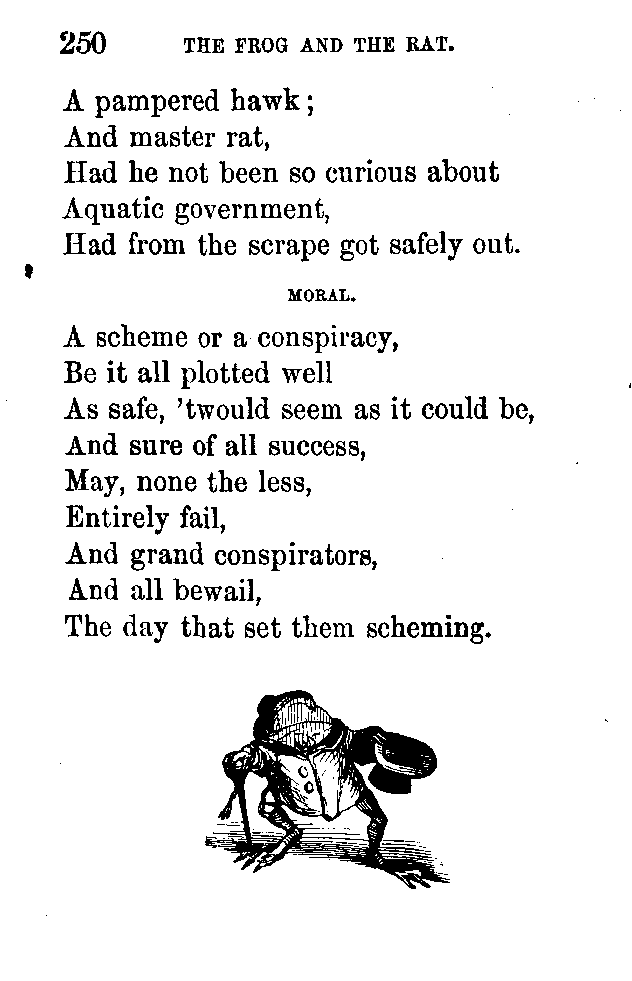 250 THE FROG AND THE RAT.
A pampered hawk;
And master rat,
Had he not been so curious about
Aquatic government,
Had from the scrape got safely out.
MORAL.
A scheme or a conspiracy,
Be it all plotted well
As safe, 'twould seem as it could be,
And sure of all success,
May, none the less,
Entirely fail,
And grand conspirators,
And all bewail,
The day that set them scheming.